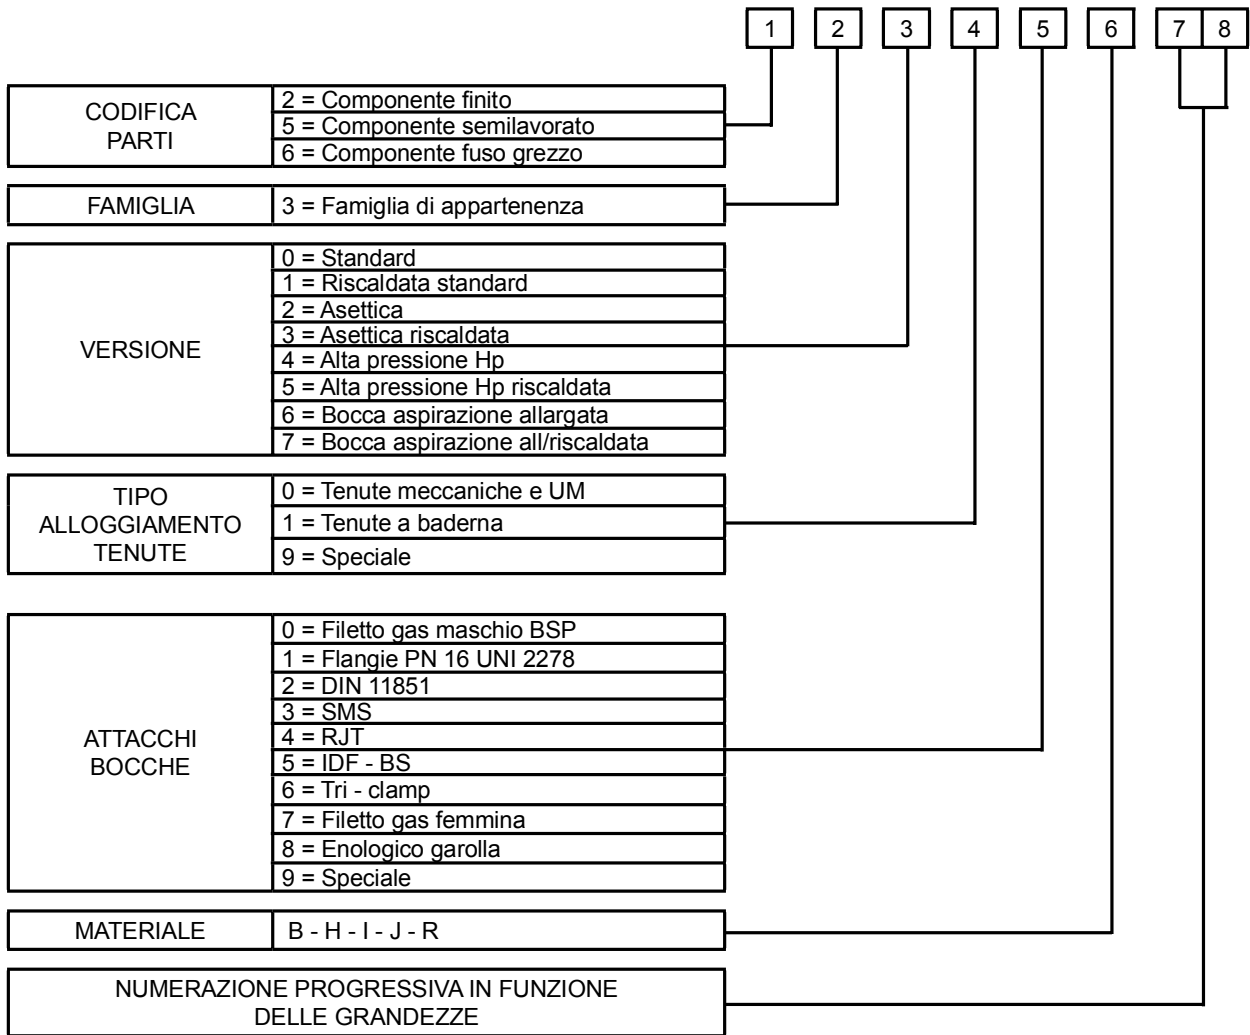 1 2 3 4 5 6 7 8
CODIFICA
PARTI
2 = Componente finito
5 = Componente semilavorato
6 = Componente fuso grezzo
FAMIGLIA
3 = Famiglia di appartenenza
VERSIONE
0 = Standard
1 = Riscaldata standard
2 = Asettica
3 = Asettica riscaldata
4 = Alta pressione Hp
5 = Alta pressione Hp riscaldata
6 = Bocca aspirazione allargata
7 = Bocca aspirazione all/riscaldata
TIPO
ALLOGGIAMENTO
TENUTE
0 = Tenute meccaniche e UM
1 = Tenute a baderna
9 = Speciale
ATTACCHI
BOCCHE
0 = Filetto gas maschio BSP
1 = Flangie PN 16 UNI 2278
2 = DIN 11851
3 = SMS
4 = RJT
5 = IDF - BS
6 = Tri - clamp
7 = Filetto gas femmina
8 = Enologico garolla
9 = Speciale
MATERIALE
B - H - I - J - R
NUMERAZIONE PROGRESSIVA IN FUNZIONE
DELLE GRANDEZZE